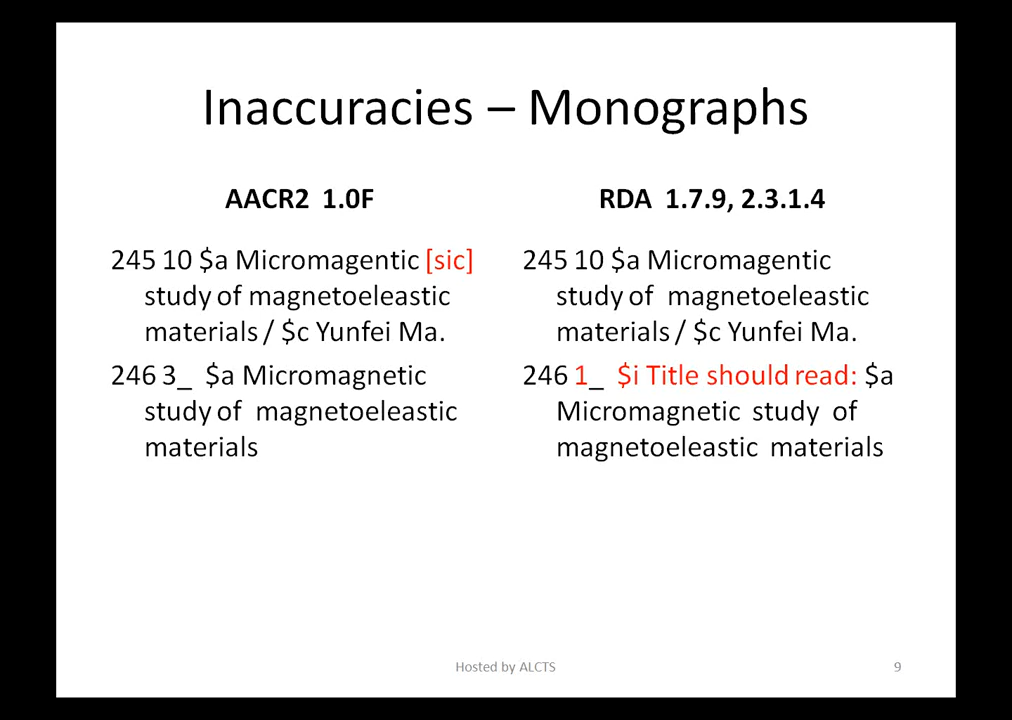 Inaccuracies – Monographs
AACR2 1.0F
245 10 $a Micromagentic [sic]
study of magnetoeleastic
materials / $c Yunfei Ma.
246 3_ $a Micromagnetic
study of magnetoeleastic
materials
RDA 1.7.9, 2.3.1.4
245 10 $a Micromagentic
study of magnetoeleastic
materials / $c Yunfei Ma.
246 1_ $i Title should read: $a
Micromagnetic study of
magnetoeleastic materials
Hosted by ALCTS
9